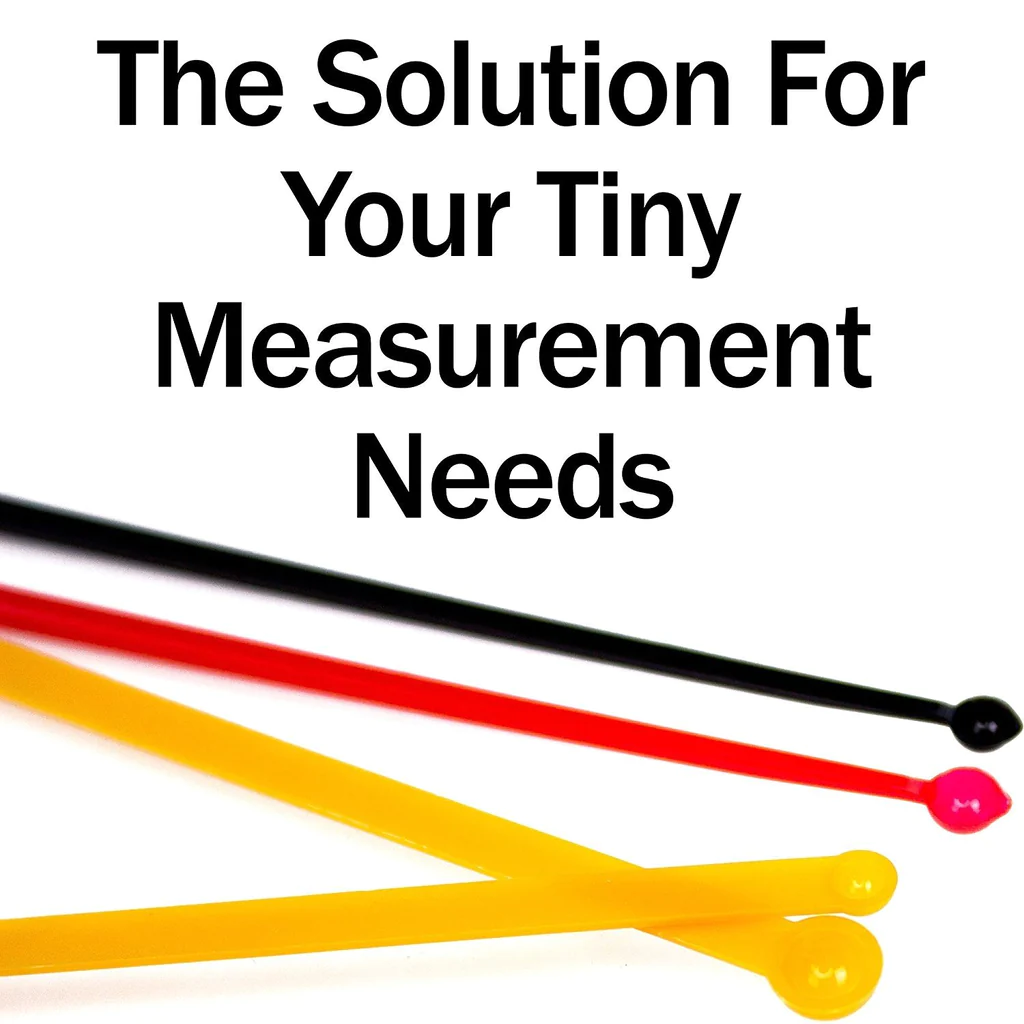 The Solution For
Your Tiny
Measurement
Needs